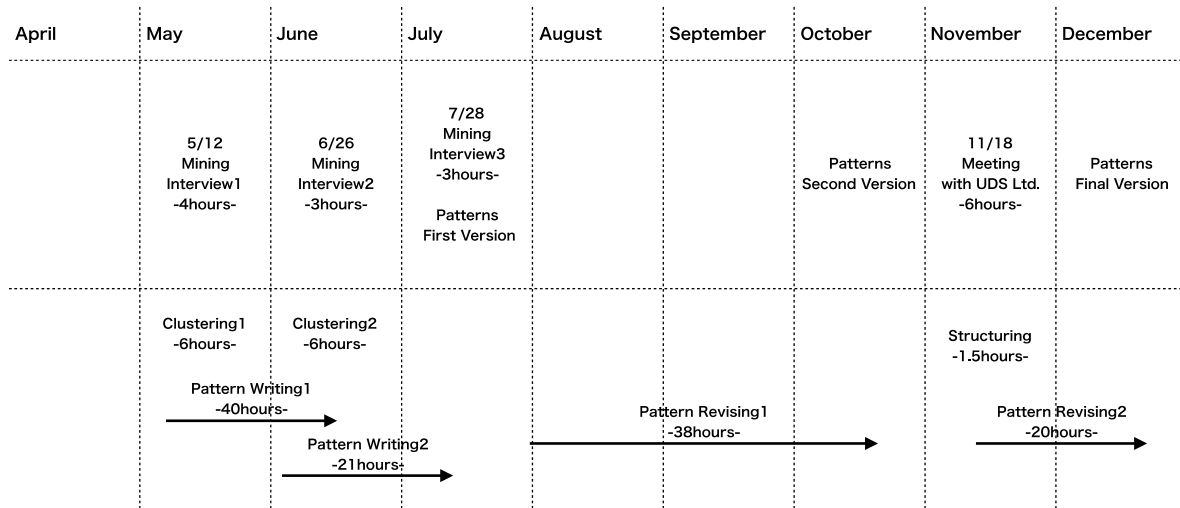 April
May
June
July
August
September
October
November
December
5/12
Mining
Interview1
-4hours-
6/26
Mining
Interview2
-3hours-
7/28
Mining
Interview3
-3hours-
Patterns
First Version
Patterns
Second Version
11/18
Meeting
with UDS Ltd.
-6hours-
Patterns
Final Version
Clustering1
-6hours-
Clustering2
-6hours-
Structuring
-1.5hours-
Pattern Writing1
-40hours-
Pattern Writing2
-21hours-
Pattern Revising1
-38hours-
Pattern Revising2
-20hours-